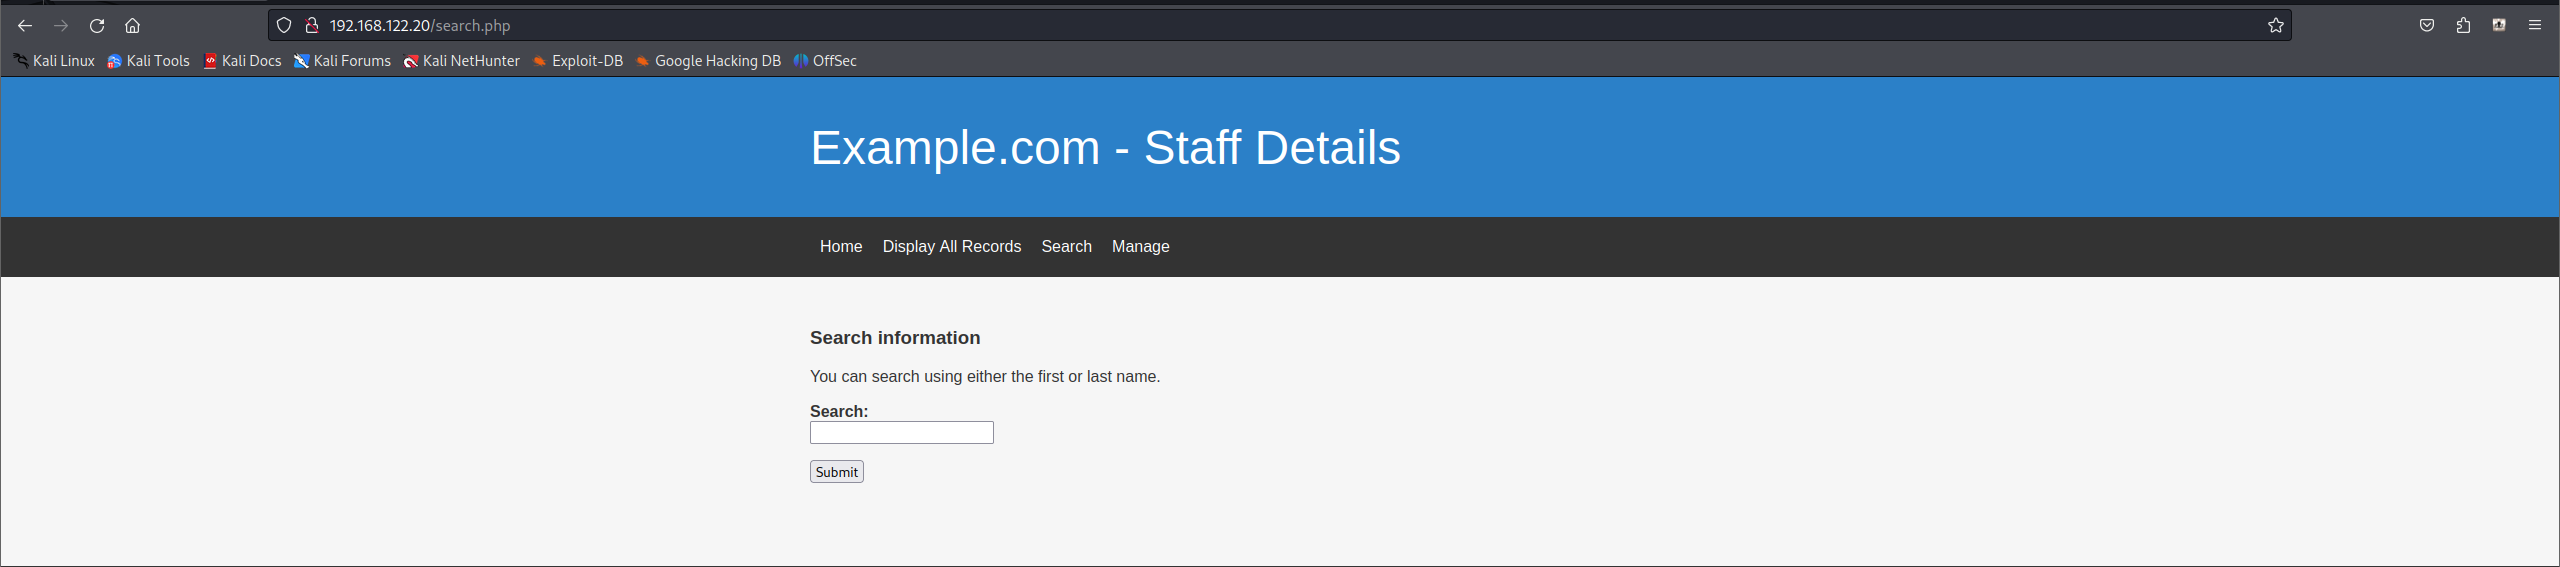 192.168.122.20/search.php
Kali Linux Kali Tools Kali Docs Kali Forums Kali NetHunter Exploit-DB Google Hacking DB OffSec
Example.com - Staff Details
Home Display All Records Search Manage
Search information
You can search using either the first or last name.
Search:
Submit